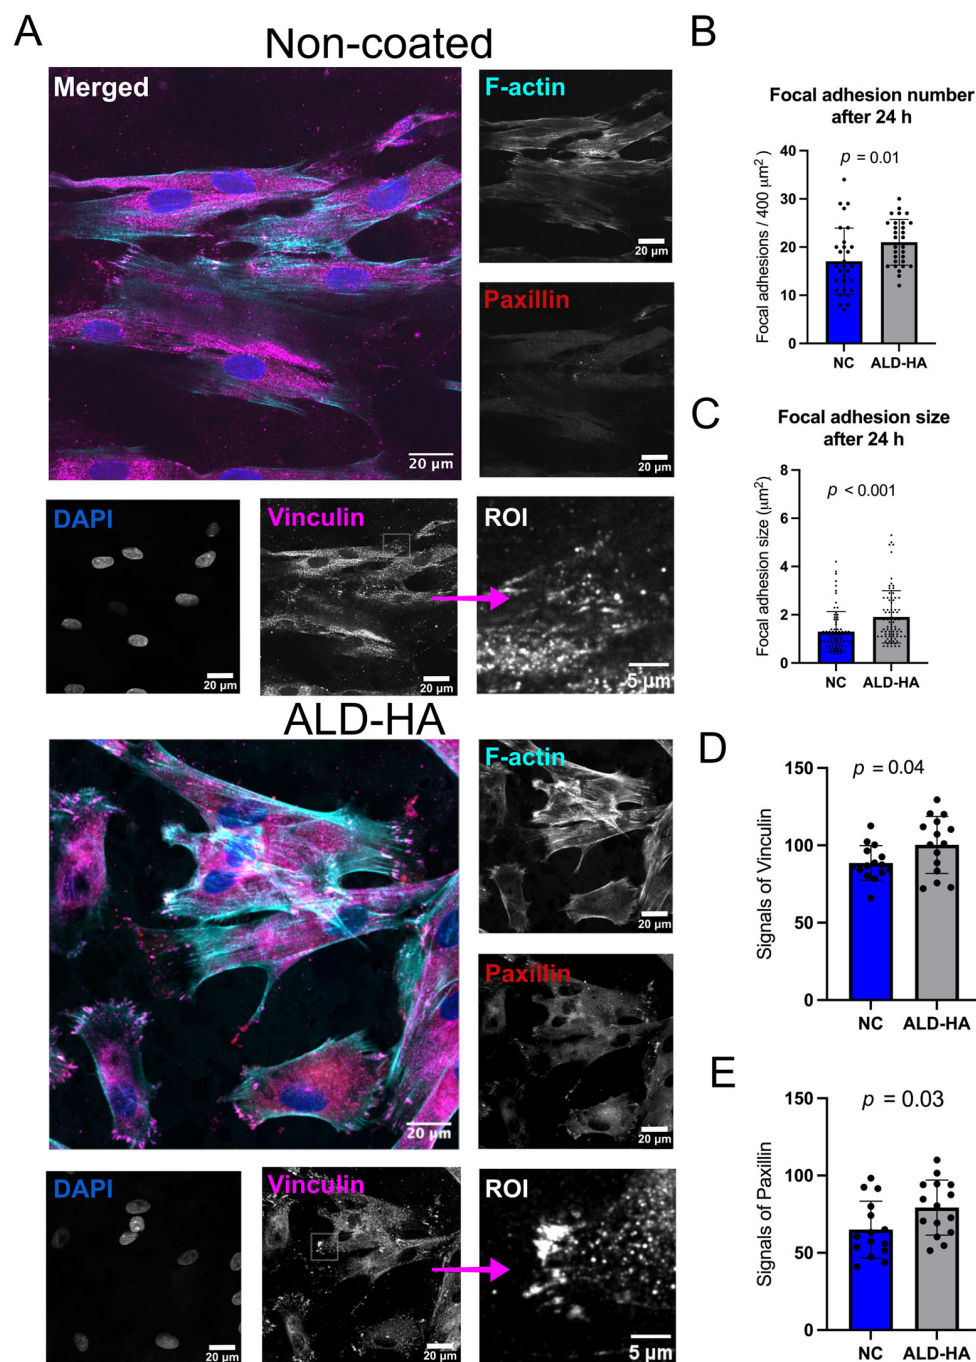 A
Non-coated
Merged
20 µm
F-actin
20 µm
Paxillin
20 µm
DAPI
20 µm
Vinculin
20 µm
ROI
5 µm
ALD-HA
20 µm
F-actin
20 µm
Paxillin
20 µm
DAPI
20 µm
Vinculin
20 µm
ROI
5 µm
B
Focal adhesion number
after 24 h
p = 0.01
Focal adhesions / 400 µm²
40
30
20
10
0
NC
ALD-HA
C
Focal adhesion size
after 24 h
p < 0.001
Focal adhesion size (µm²)
8
6
4
2
0
NC
ALD-HA
D
p = 0.04
Signals of Vinculin
150
100
50
0
NC
ALD-HA
E
p = 0.03
Signals of Paxillin
150
100
50
0
NC
ALD-HA